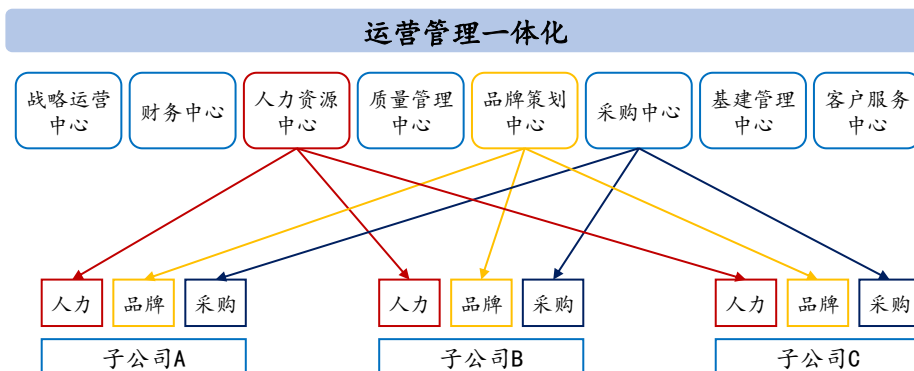 运营管理一体化
战略运营
中心
财务中心
人力资源
中心
质量管理
中心
品牌策划
中心
采购中心
基建管理
中心
客户服务
中心
人力
品牌
采购
人力
品牌
采购
人力
品牌
采购
子公司A
子公司B
子公司C